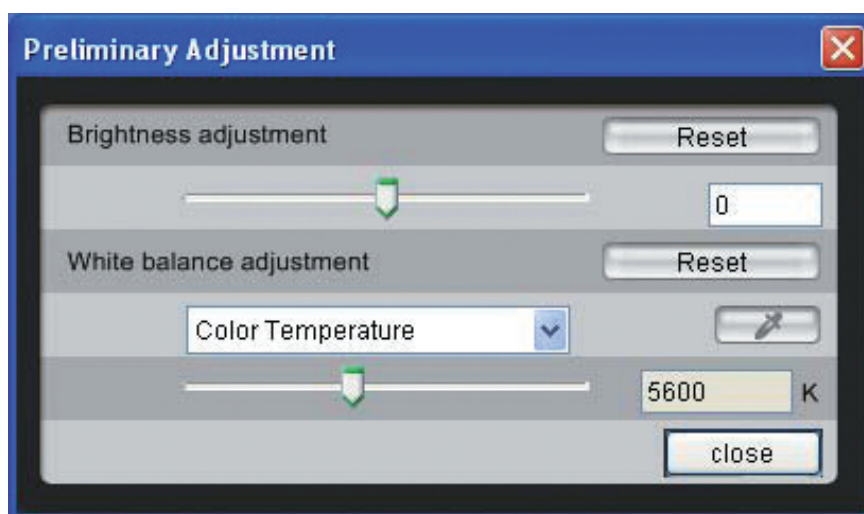 Preliminary Adjustment
Brightness adjustment Reset
0
White balance adjustment Reset
Color Temperature
5600 K
close